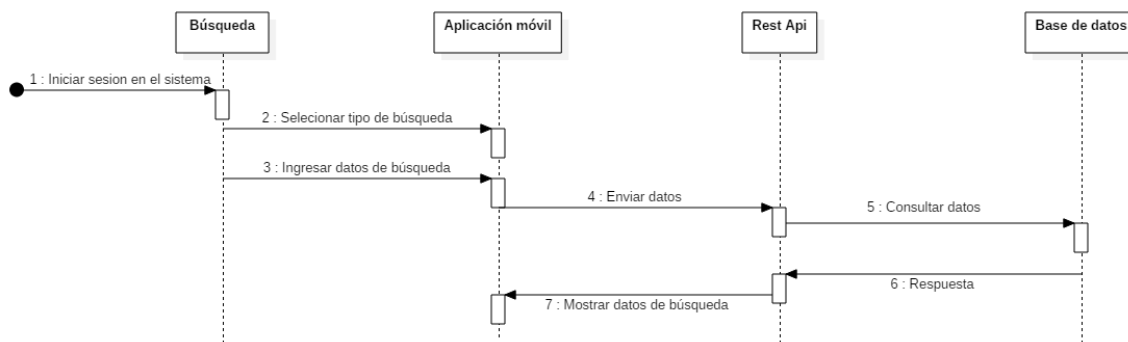 Búsqueda
Aplicación móvil
Rest Api
Base de datos
1 : Iniciar sesion en el sistema
2 : Selecionar tipo de búsqueda
3 : Ingresar datos de búsqueda
4 : Enviar datos
5 : Consultar datos
6 : Respuesta
7 : Mostrar datos de búsqueda